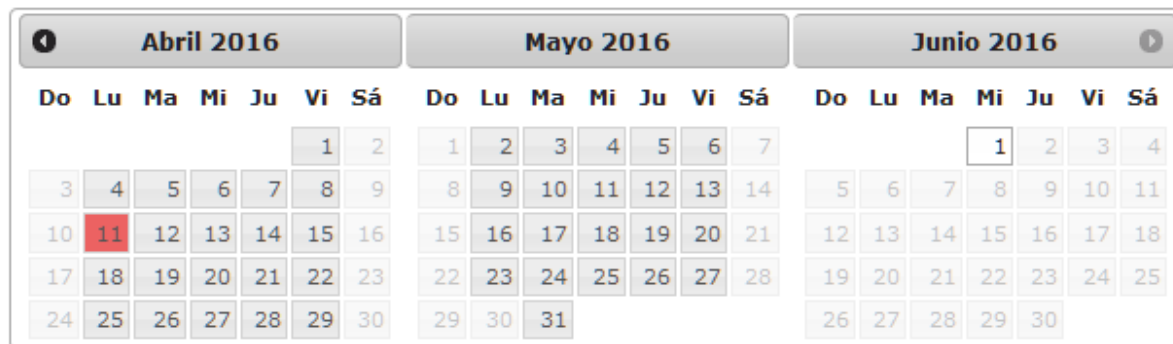 Abril 2016 Mayo 2016 Junio 2016
Do Lu Ma Mi Ju Vi Sá Do Lu Ma Mi Ju Vi Sá Do Lu Ma Mi Ju Vi Sá
1 2 1 2 3 4 5 6 7 1 2 3 4
3 4 5 6 7 8 9 8 9 10 11 12 13 14 5 6 7 8 9 10 11
10 11 12 13 14 15 16 15 16 17 18 19 20 21 12 13 14 15 16 17 18
17 18 19 20 21 22 23 22 23 24 25 26 27 28 19 20 21 22 23 24 25
24 25 26 27 28 29 30 29 30 31 26 27 28 29 30